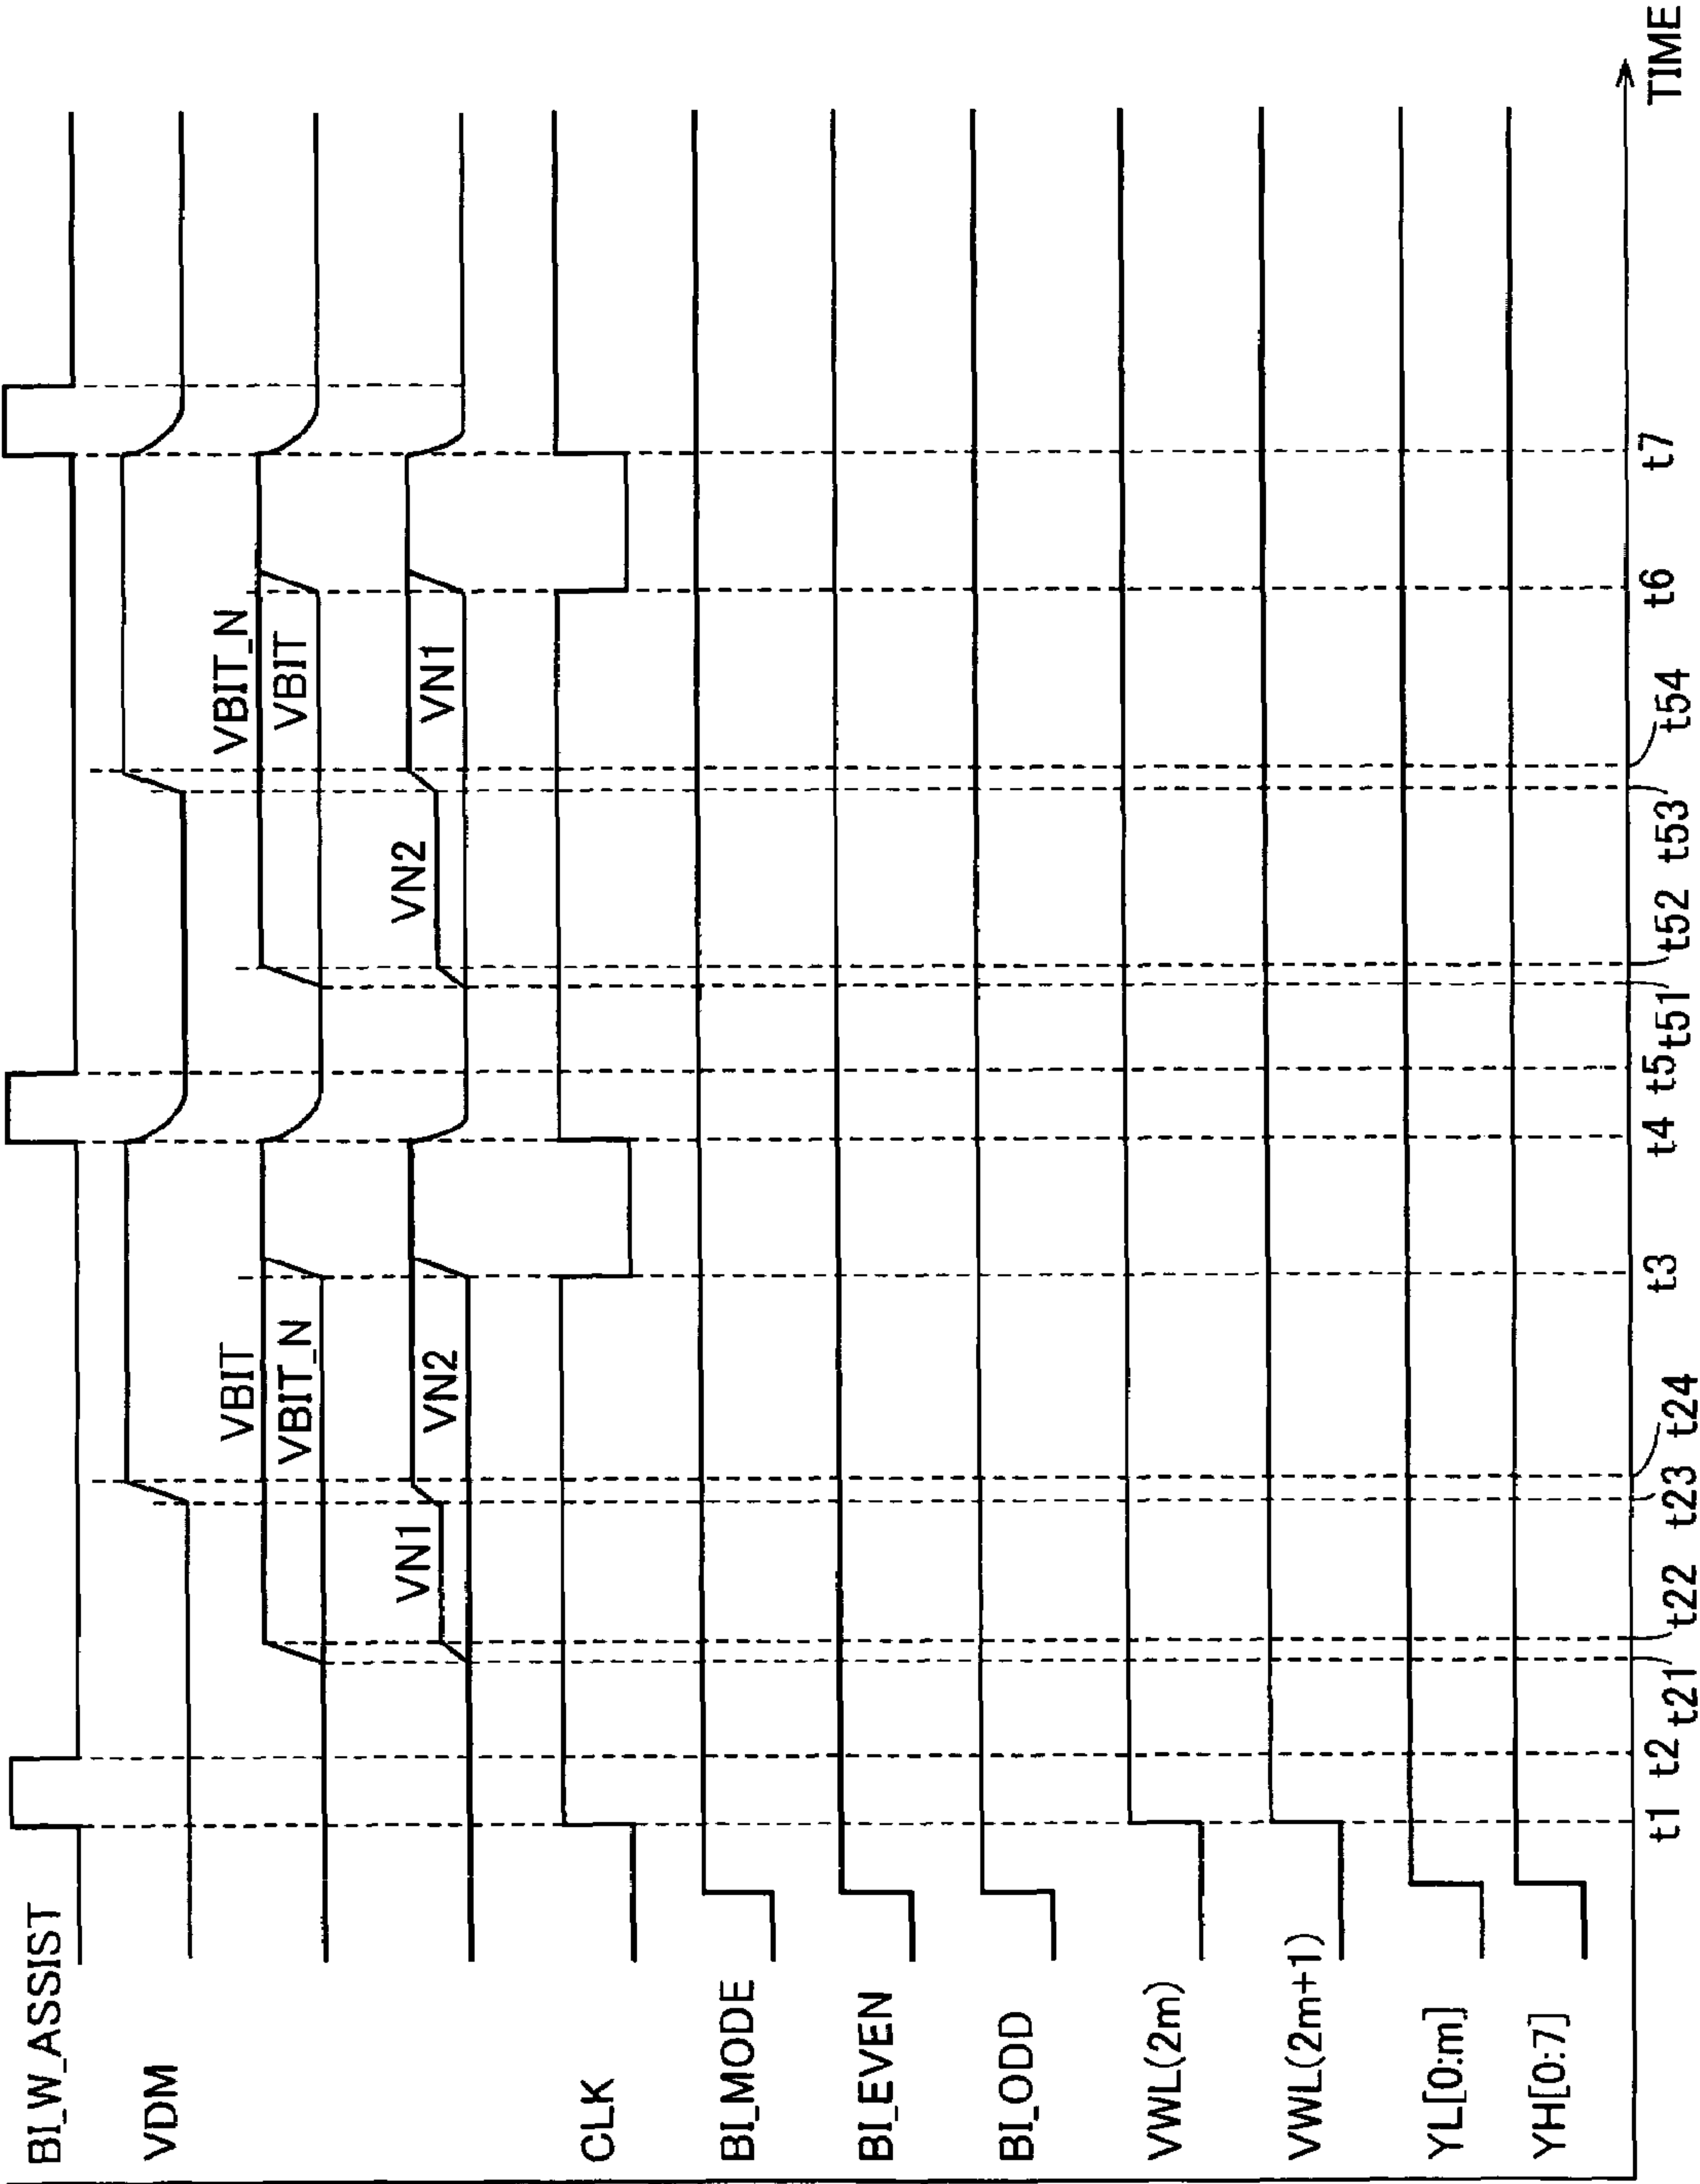 BI_W_ASSIST
VDM
VBIT
VBIT_N
VBIT_N
VBIT
VN1
VN2
VN2
VN1
CLK
BI_MODE
BI_EVEN
BI_ODD
VWL(2m)
VWL(2m+1)
YL[0:m]
YH[0:7]
t1 t2 t21 t22 t23 t24 t3 t4 t5 t51 t52 t53 t54 t6 t7
TIME